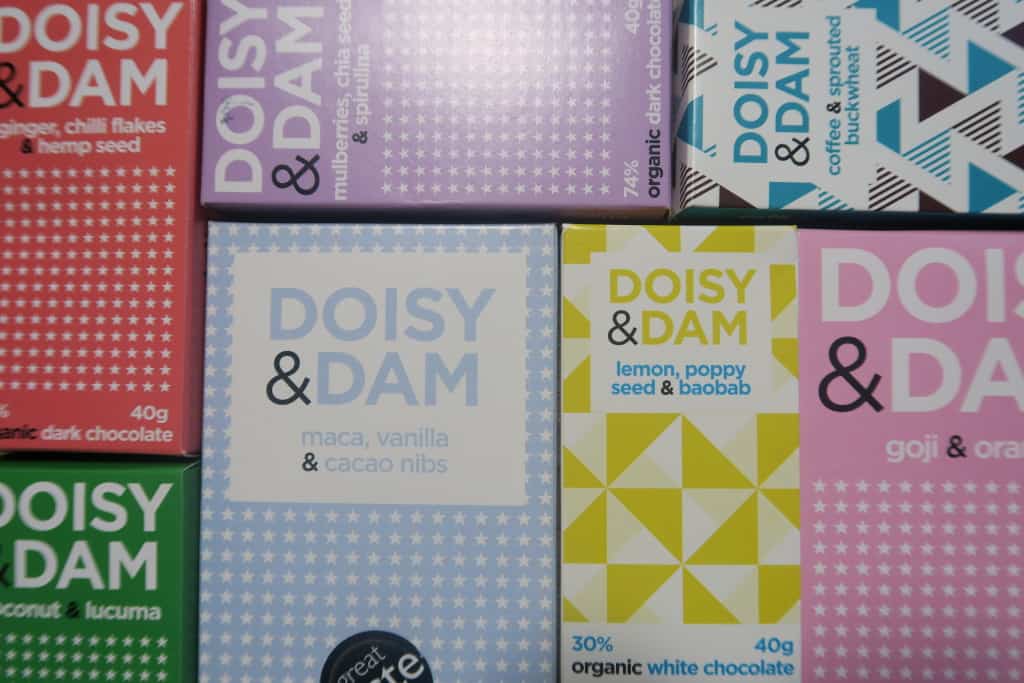 DOISY
&DAM
ginger, chilli flakes
& hemp seed
40g
dark chocolate
DOISY
&DAM
mulberries, chia seed
& spirulina
40g
74%
organic dark chocolate
DOISY
&DAM
coffee & sprouted
buckwheat
DOISY
&DAM
maca, vanilla
& cacao nibs
great
DOISY
&DAM
lemon, poppy
seed & baobab
30% 40g
organic white chocolate
DOIS
&DA
goji &
DOISY
&DAM
& lucuma